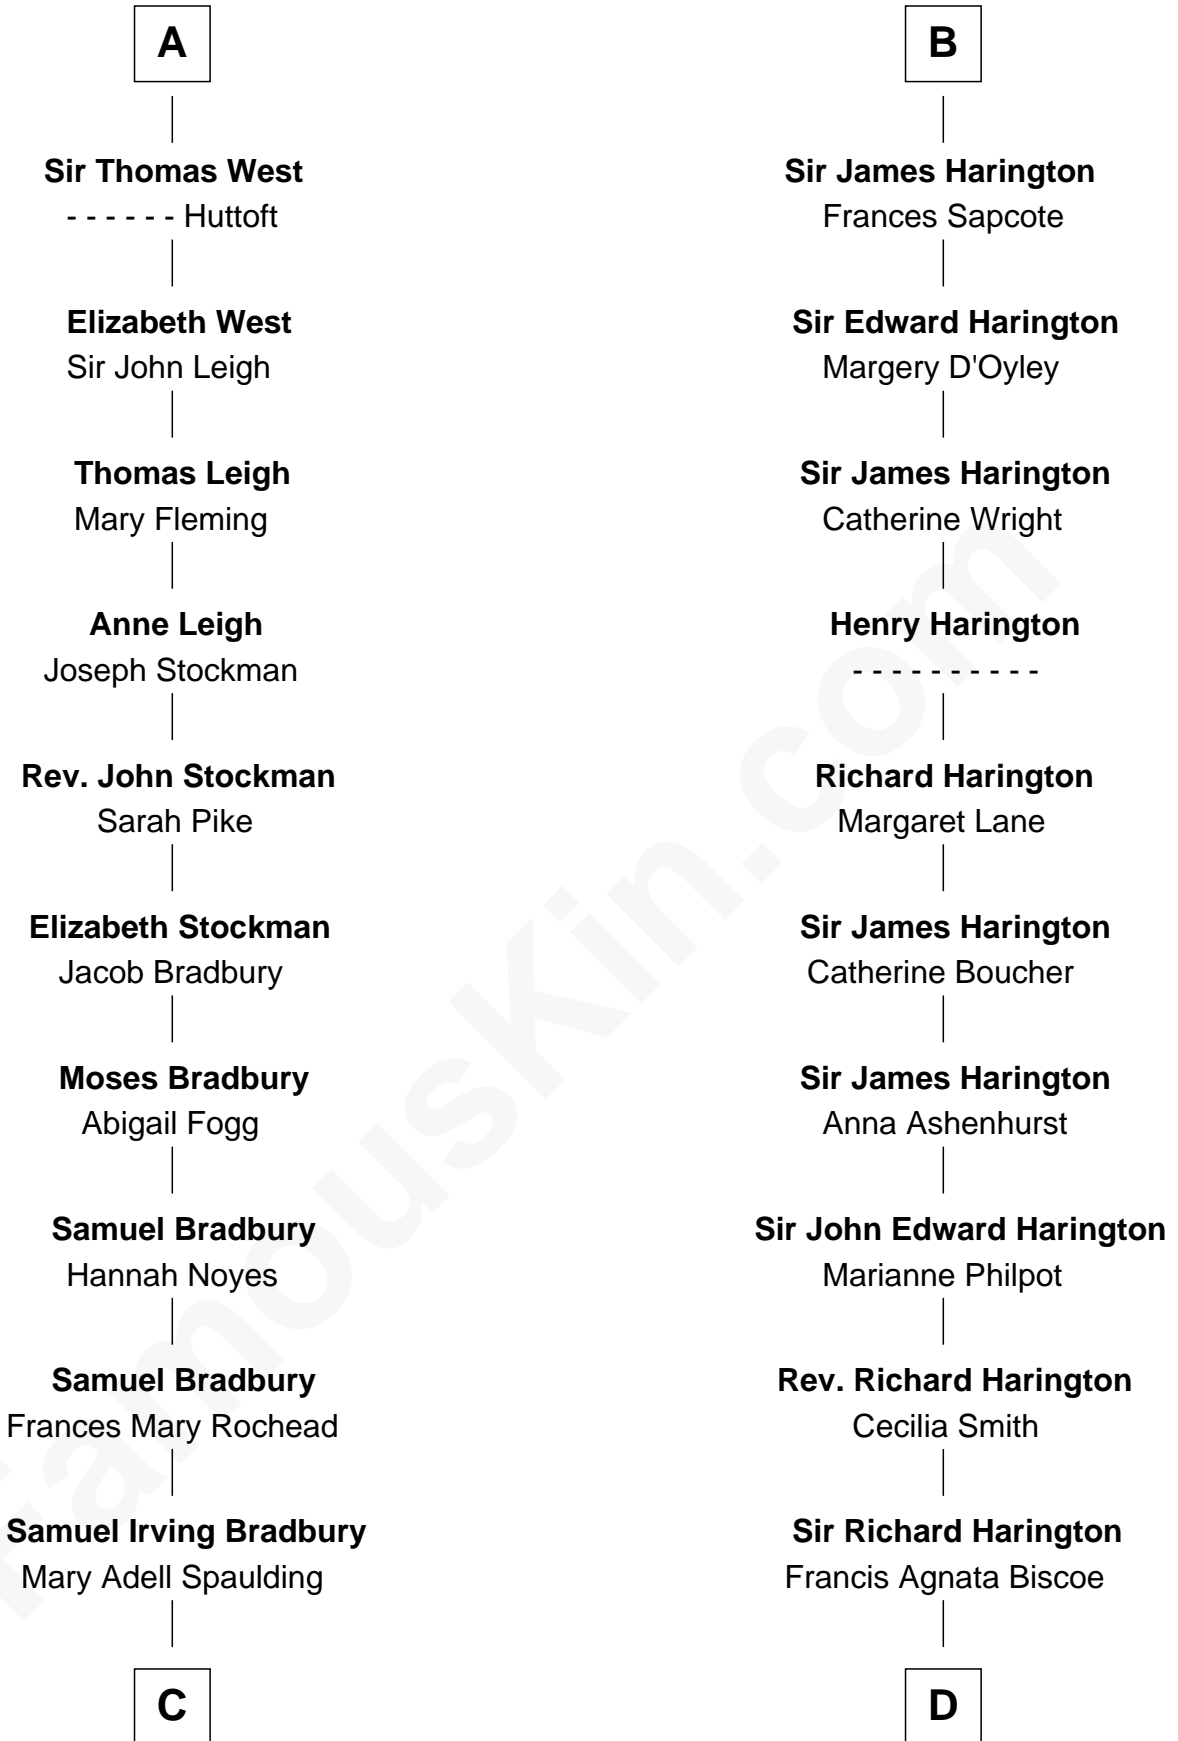 A
Sir Thomas West
- - - - - - Huttoft
Elizabeth West
Sir John Leigh
Thomas Leigh
Mary Fleming
Anne Leigh
Joseph Stockman
Rev. John Stockman
Sarah Pike
Elizabeth Stockman
Jacob Bradbury
Moses Bradbury
Abigail Fogg
Samuel Bradbury
Hannah Noyes
Samuel Bradbury
Frances Mary Rochead
Samuel Irving Bradbury
Mary Adell Spaulding
C
B
Sir James Harington
Frances Sapcote
Sir Edward Harington
Margery D'Oyley
Sir James Harington
Catherine Wright
Henry Harington
- - - - - - - - - -
Richard Harington
Margaret Lane
Sir James Harington
Catherine Boucher
Sir James Harington
Anna Ashenhurst
Sir John Edward Harington
Marianne Philpot
Rev. Richard Harington
Cecilia Smith
Sir Richard Harington
Francis Agnata Biscoe
D
FamousKin.com